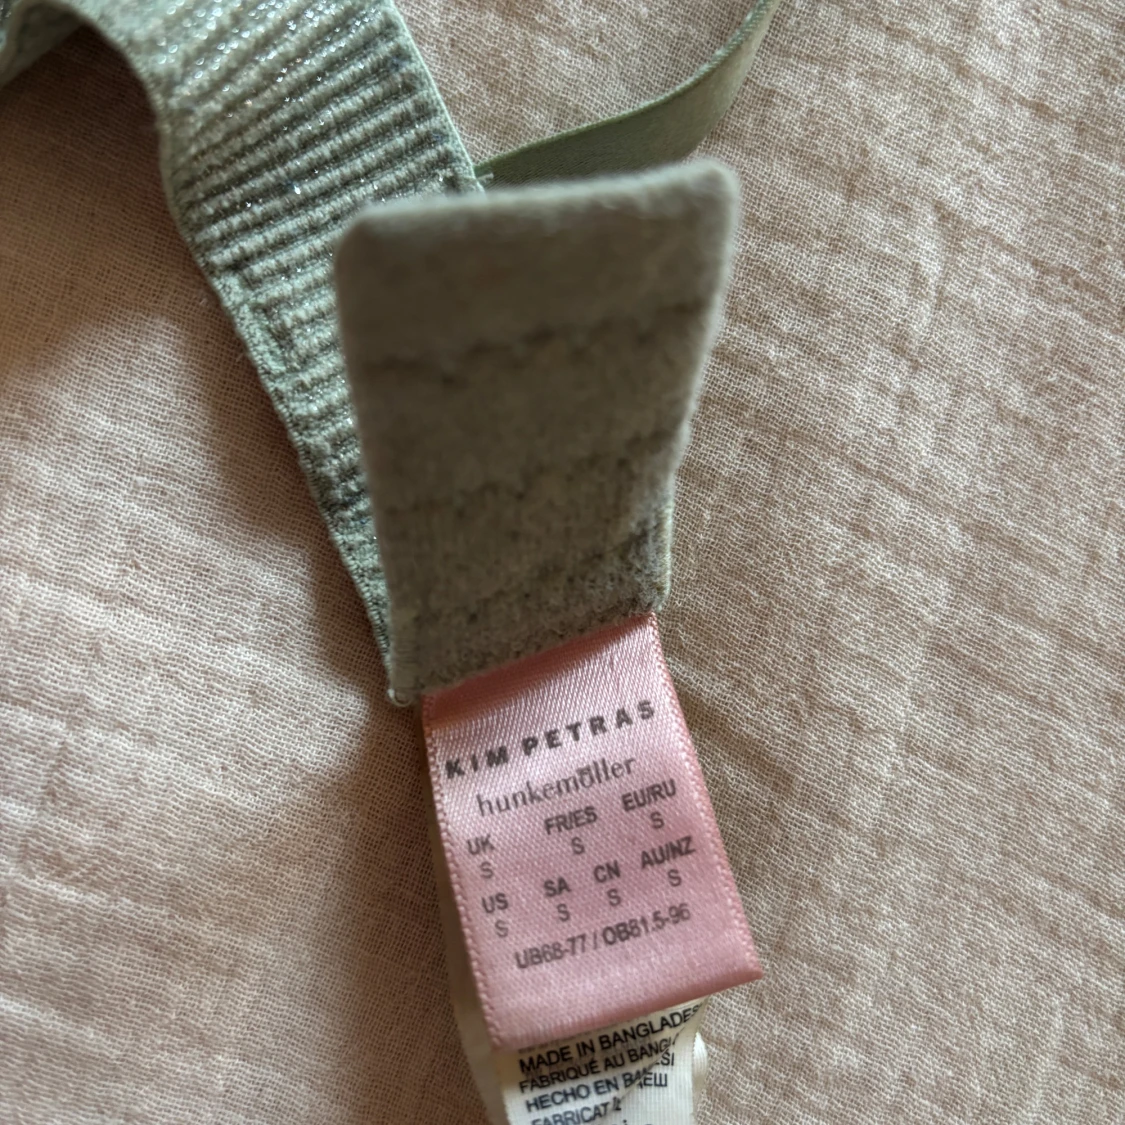 KIM PETRAS
hunkemöller
UK FR/ES EU/RU
S S S
US SA CN AU/NZ
S S S S
UB68-77 / OB81.5-96
MADE IN BANGLADES
FABRIQUÉ AU BANGL
HECHO EN
FABRICAT